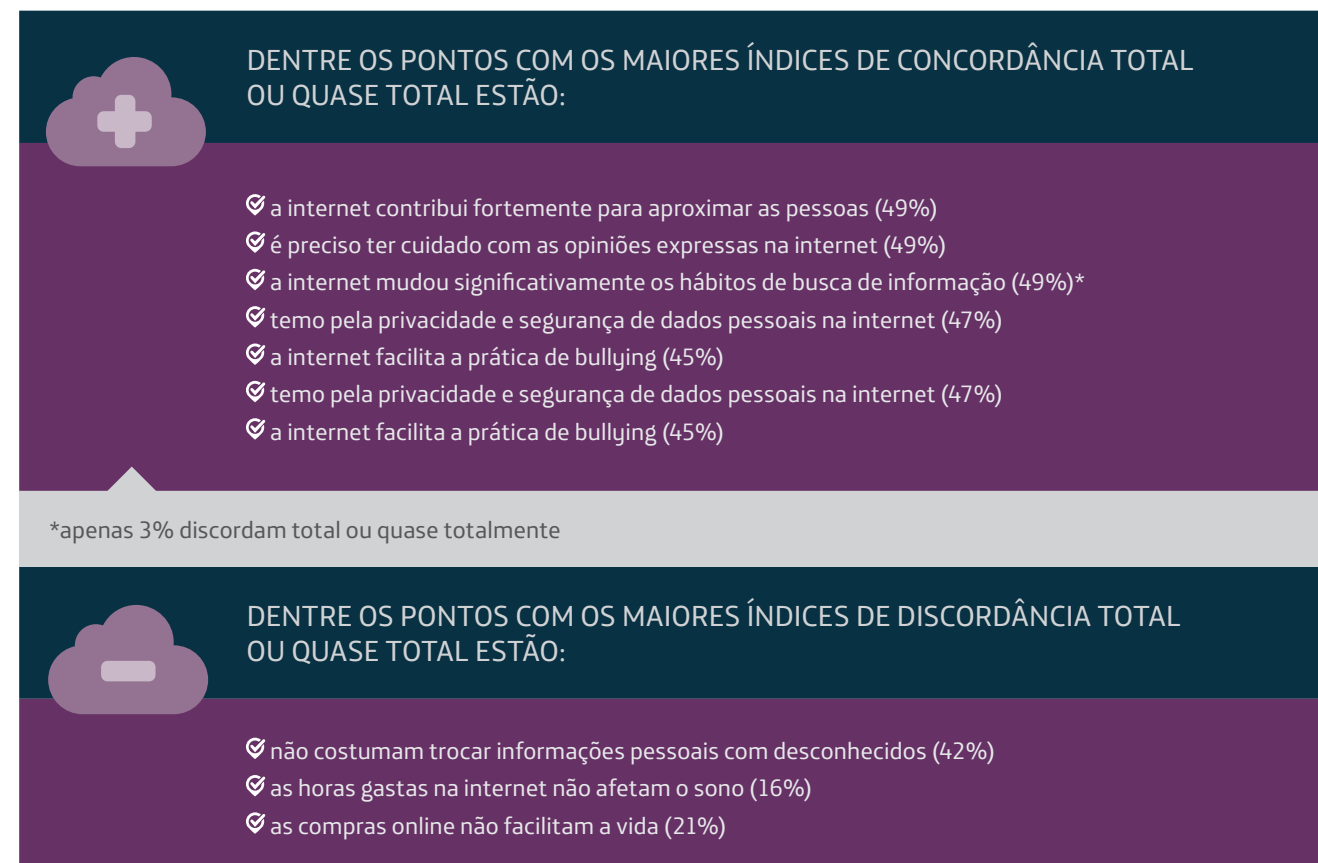 DENTRE OS PONTOS COM OS MAIORES ÍNDICES DE CONCORDÂNCIA TOTAL
OU QUASE TOTAL ESTÃO:
a internet contribui fortemente para aproximar as pessoas (49%)
é preciso ter cuidado com as opiniões expressas na internet (49%)
a internet mudou significativamente os hábitos de busca de informação (49%)*
temo pela privacidade e segurança de dados pessoais na internet (47%)
a internet facilita a prática de bullying (45%)
temo pela privacidade e segurança de dados pessoais na internet (47%)
a internet facilita a prática de bullying (45%)
*apenas 3% discordam total ou quase totalmente
DENTRE OS PONTOS COM OS MAIORES ÍNDICES DE DISCORDÂNCIA TOTAL
OU QUASE TOTAL ESTÃO:
não costumam trocar informações pessoais com desconhecidos (42%)
as horas gastas na internet não afetam o sono (16%)
as compras online não facilitam a vida (21%)